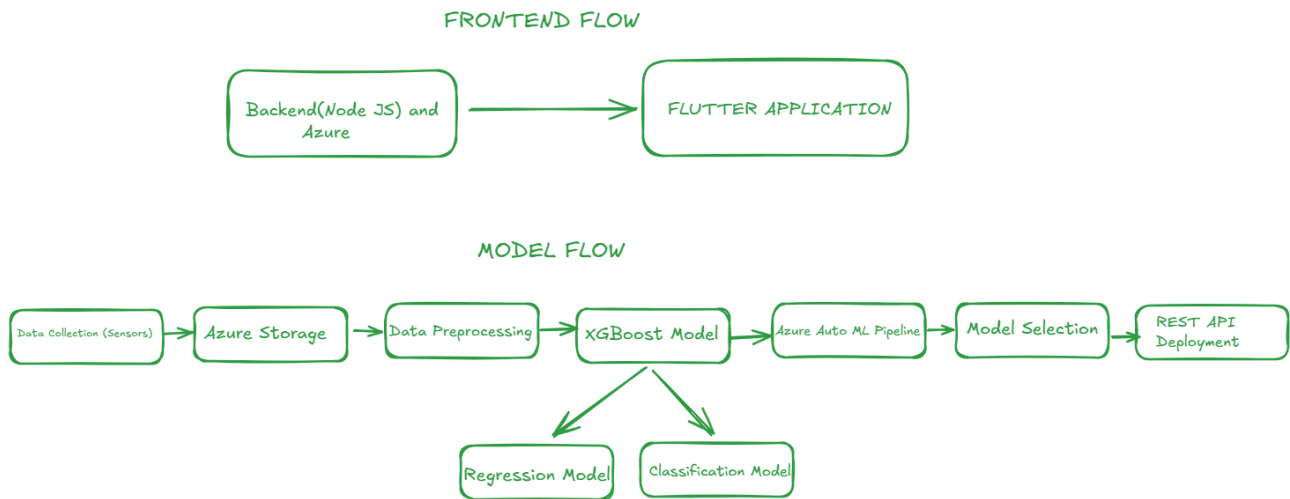 FRONTEND FLOW
Backend(Node JS) and
Azure
FLUTTER APPLICATION
MODEL FLOW
Data Collection (Sensors)
Azure Storage
Data Preprocessing
XGBoost Model
Azure Auto ML Pipeline
Model Selection
REST API
Deployment
Regression Model
Classification Model